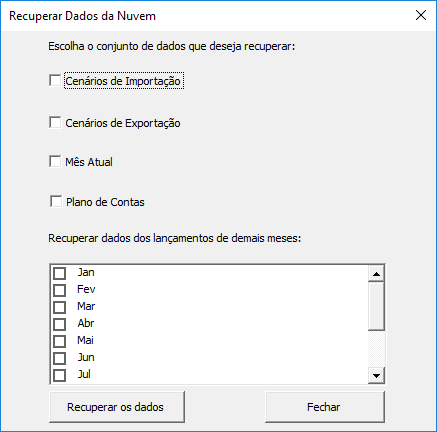 Recuperar Dados da Nuvem
Escolha o conjunto de dados que deseja recuperar:
Cenários de Importação
Cenários de Exportação
Mês Atual
Plano de Contas
Recuperar dados dos lançamentos de demais meses:
Jan
Fev
Mar
Abr
Mai
Jun
Jul
Recuperar os dados
Fechar